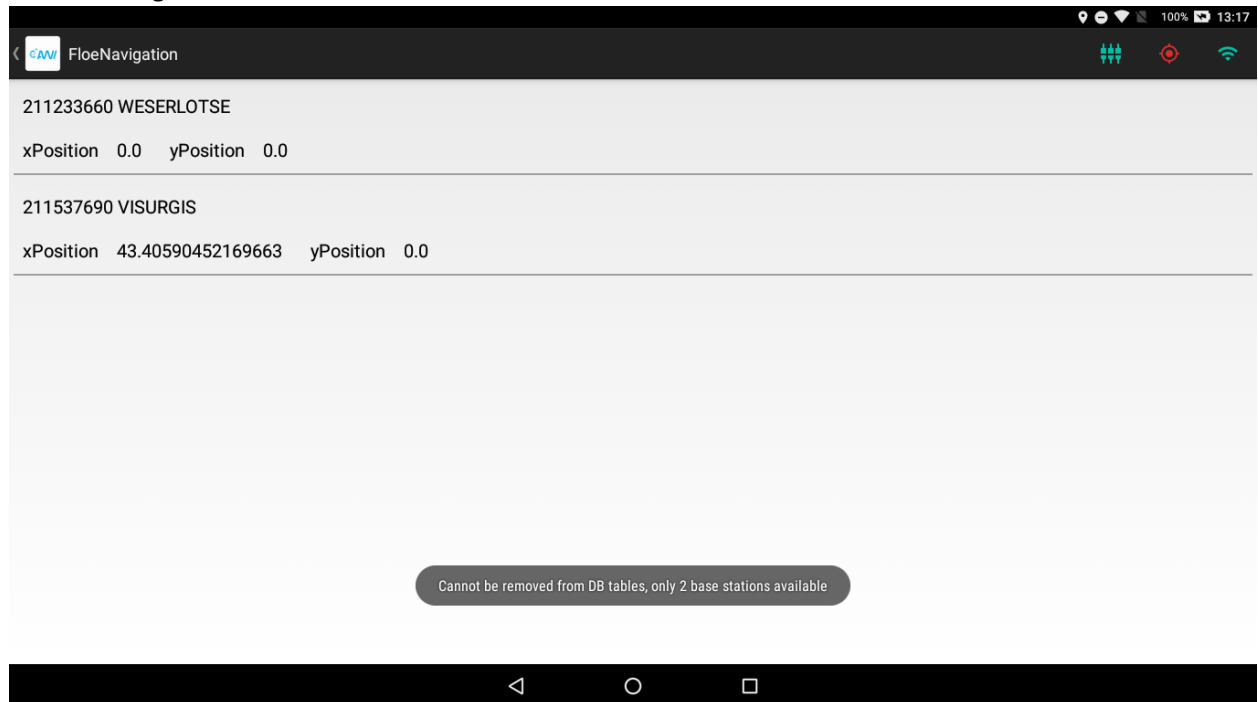 100% 13:17
FloeNavigation
211233660 WESERLOTSE
xPosition 0.0 yPosition 0.0
211537690 VISURGIS
xPosition 43.40590452169663 yPosition 0.0
Cannot be removed from DB tables, only 2 base stations available